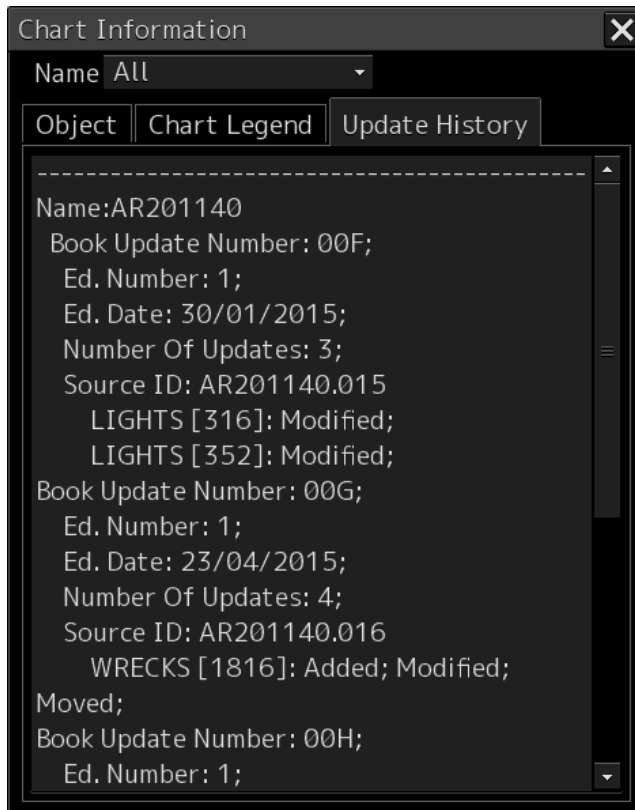 Chart Information
Name All
Object Chart Legend Update History
--------------------------------------------
Name:AR201140
Book Update Number: 00F;
Ed. Number: 1;
Ed. Date: 30/01/2015;
Number Of Updates: 3;
Source ID: AR201140.015
LIGHTS [316]: Modified;
LIGHTS [352]: Modified;
Book Update Number: 00G;
Ed. Number: 1;
Ed. Date: 23/04/2015;
Number Of Updates: 4;
Source ID: AR201140.016
WRECKS [1816]: Added; Modified;
Moved;
Book Update Number: 00H;
Ed. Number: 1;